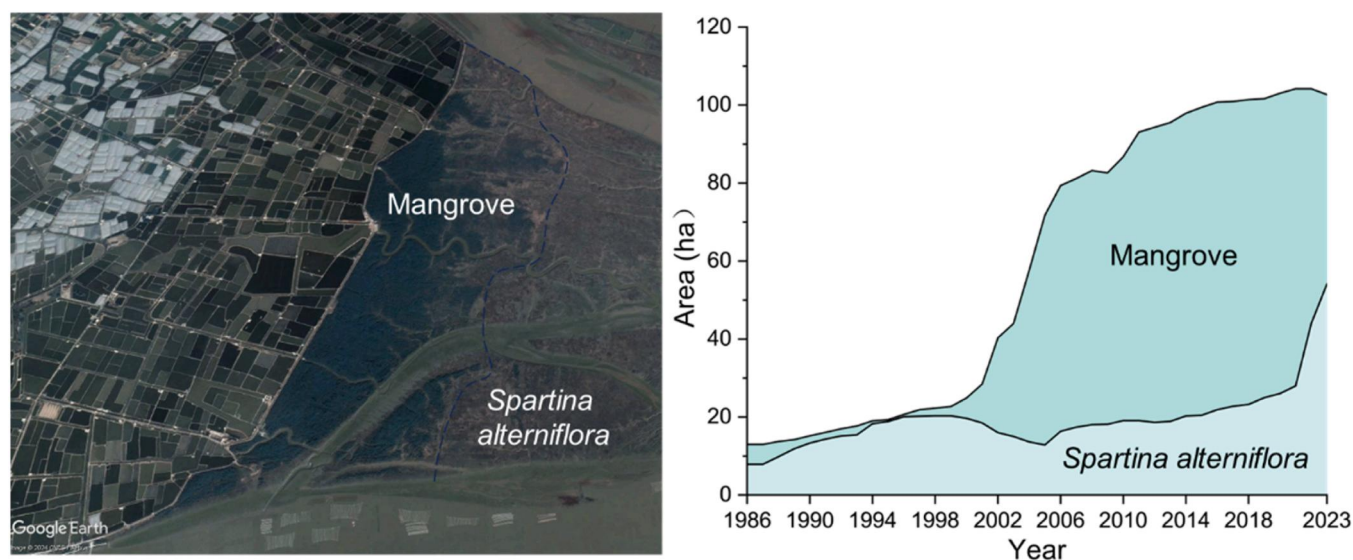 Mangrove
Spartina
alterniflora
Google Earth
120
100
80
60
40
20
0
Area (ha）
Mangrove
Spartina alterniflora
1986 1990 1994 1998 2002 2006 2010 2014 2018 2023
Year